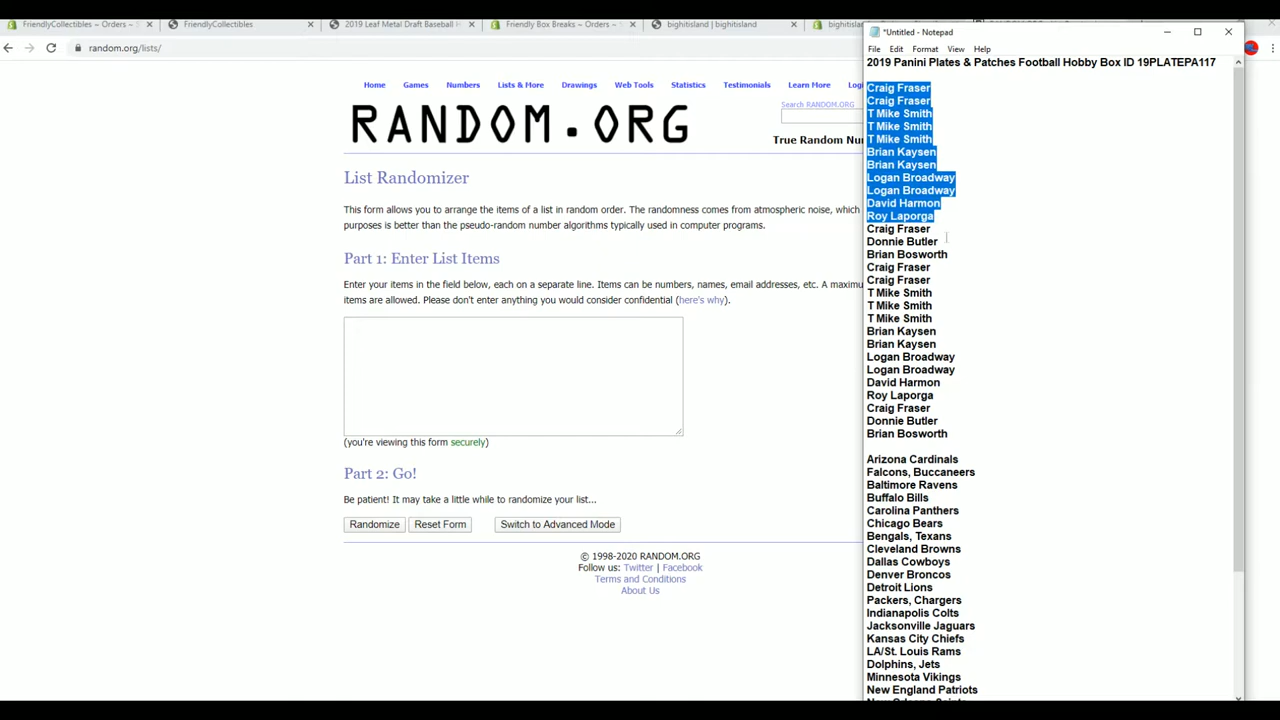 FriendlyCollectibles – Orders – S
FriendlyCollectibles
2019 Leaf Metal Draft Baseball H
Friendly Box Breaks – Orders – S
bighitisland | bighitisland
bighitisland
random.org/lists/
Home Games Numbers Lists & More Drawings Web Tools Statistics Testimonials Learn More
Search RANDOM.ORG
RANDOM.ORG
True Random
List Randomizer
This form allows you to arrange the items of a list in random order. The randomness comes from atmospheric noise, which
purposes is better than the pseudo-random number algorithms typically used in computer programs.
Part 1: Enter List Items
Enter your items in the field below, each on a separate line. Items can be numbers, names, email addresses, etc. A
items are allowed. Please don't enter anything you would consider confidential (here's why).
(you're viewing this form securely)
Part 2: Go!
Be patient! It may take a little while to randomize your list...
Randomize Reset Form Switch to Advanced Mode
© 1998-2020 RANDOM.ORG
Follow us: Twitter | Facebook
Terms and Conditions
About Us
*Untitled - Notepad
File Edit Format View Help
2019 Panini Plates & Patches Football Hobby Box ID 19PLATEPA117
Craig Fraser
Craig Fraser
T Mike Smith
T Mike Smith
T Mike Smith
Brian Kaysen
Brian Kaysen
Logan Broadway
Logan Broadway
David Harmon
Roy Laporga
Craig Fraser
Donnie Butler
Brian Bosworth
Craig Fraser
Craig Fraser
T Mike Smith
T Mike Smith
T Mike Smith
Brian Kaysen
Brian Kaysen
Logan Broadway
Logan Broadway
David Harmon
Roy Laporga
Craig Fraser
Donnie Butler
Brian Bosworth
Arizona Cardinals
Falcons, Buccaneers
Baltimore Ravens
Buffalo Bills
Carolina Panthers
Chicago Bears
Bengals, Texans
Cleveland Browns
Dallas Cowboys
Denver Broncos
Detroit Lions
Packers, Chargers
Indianapolis Colts
Jacksonville Jaguars
Kansas City Chiefs
LA/St. Louis Rams
Dolphins, Jets
Minnesota Vikings
New England Patriots